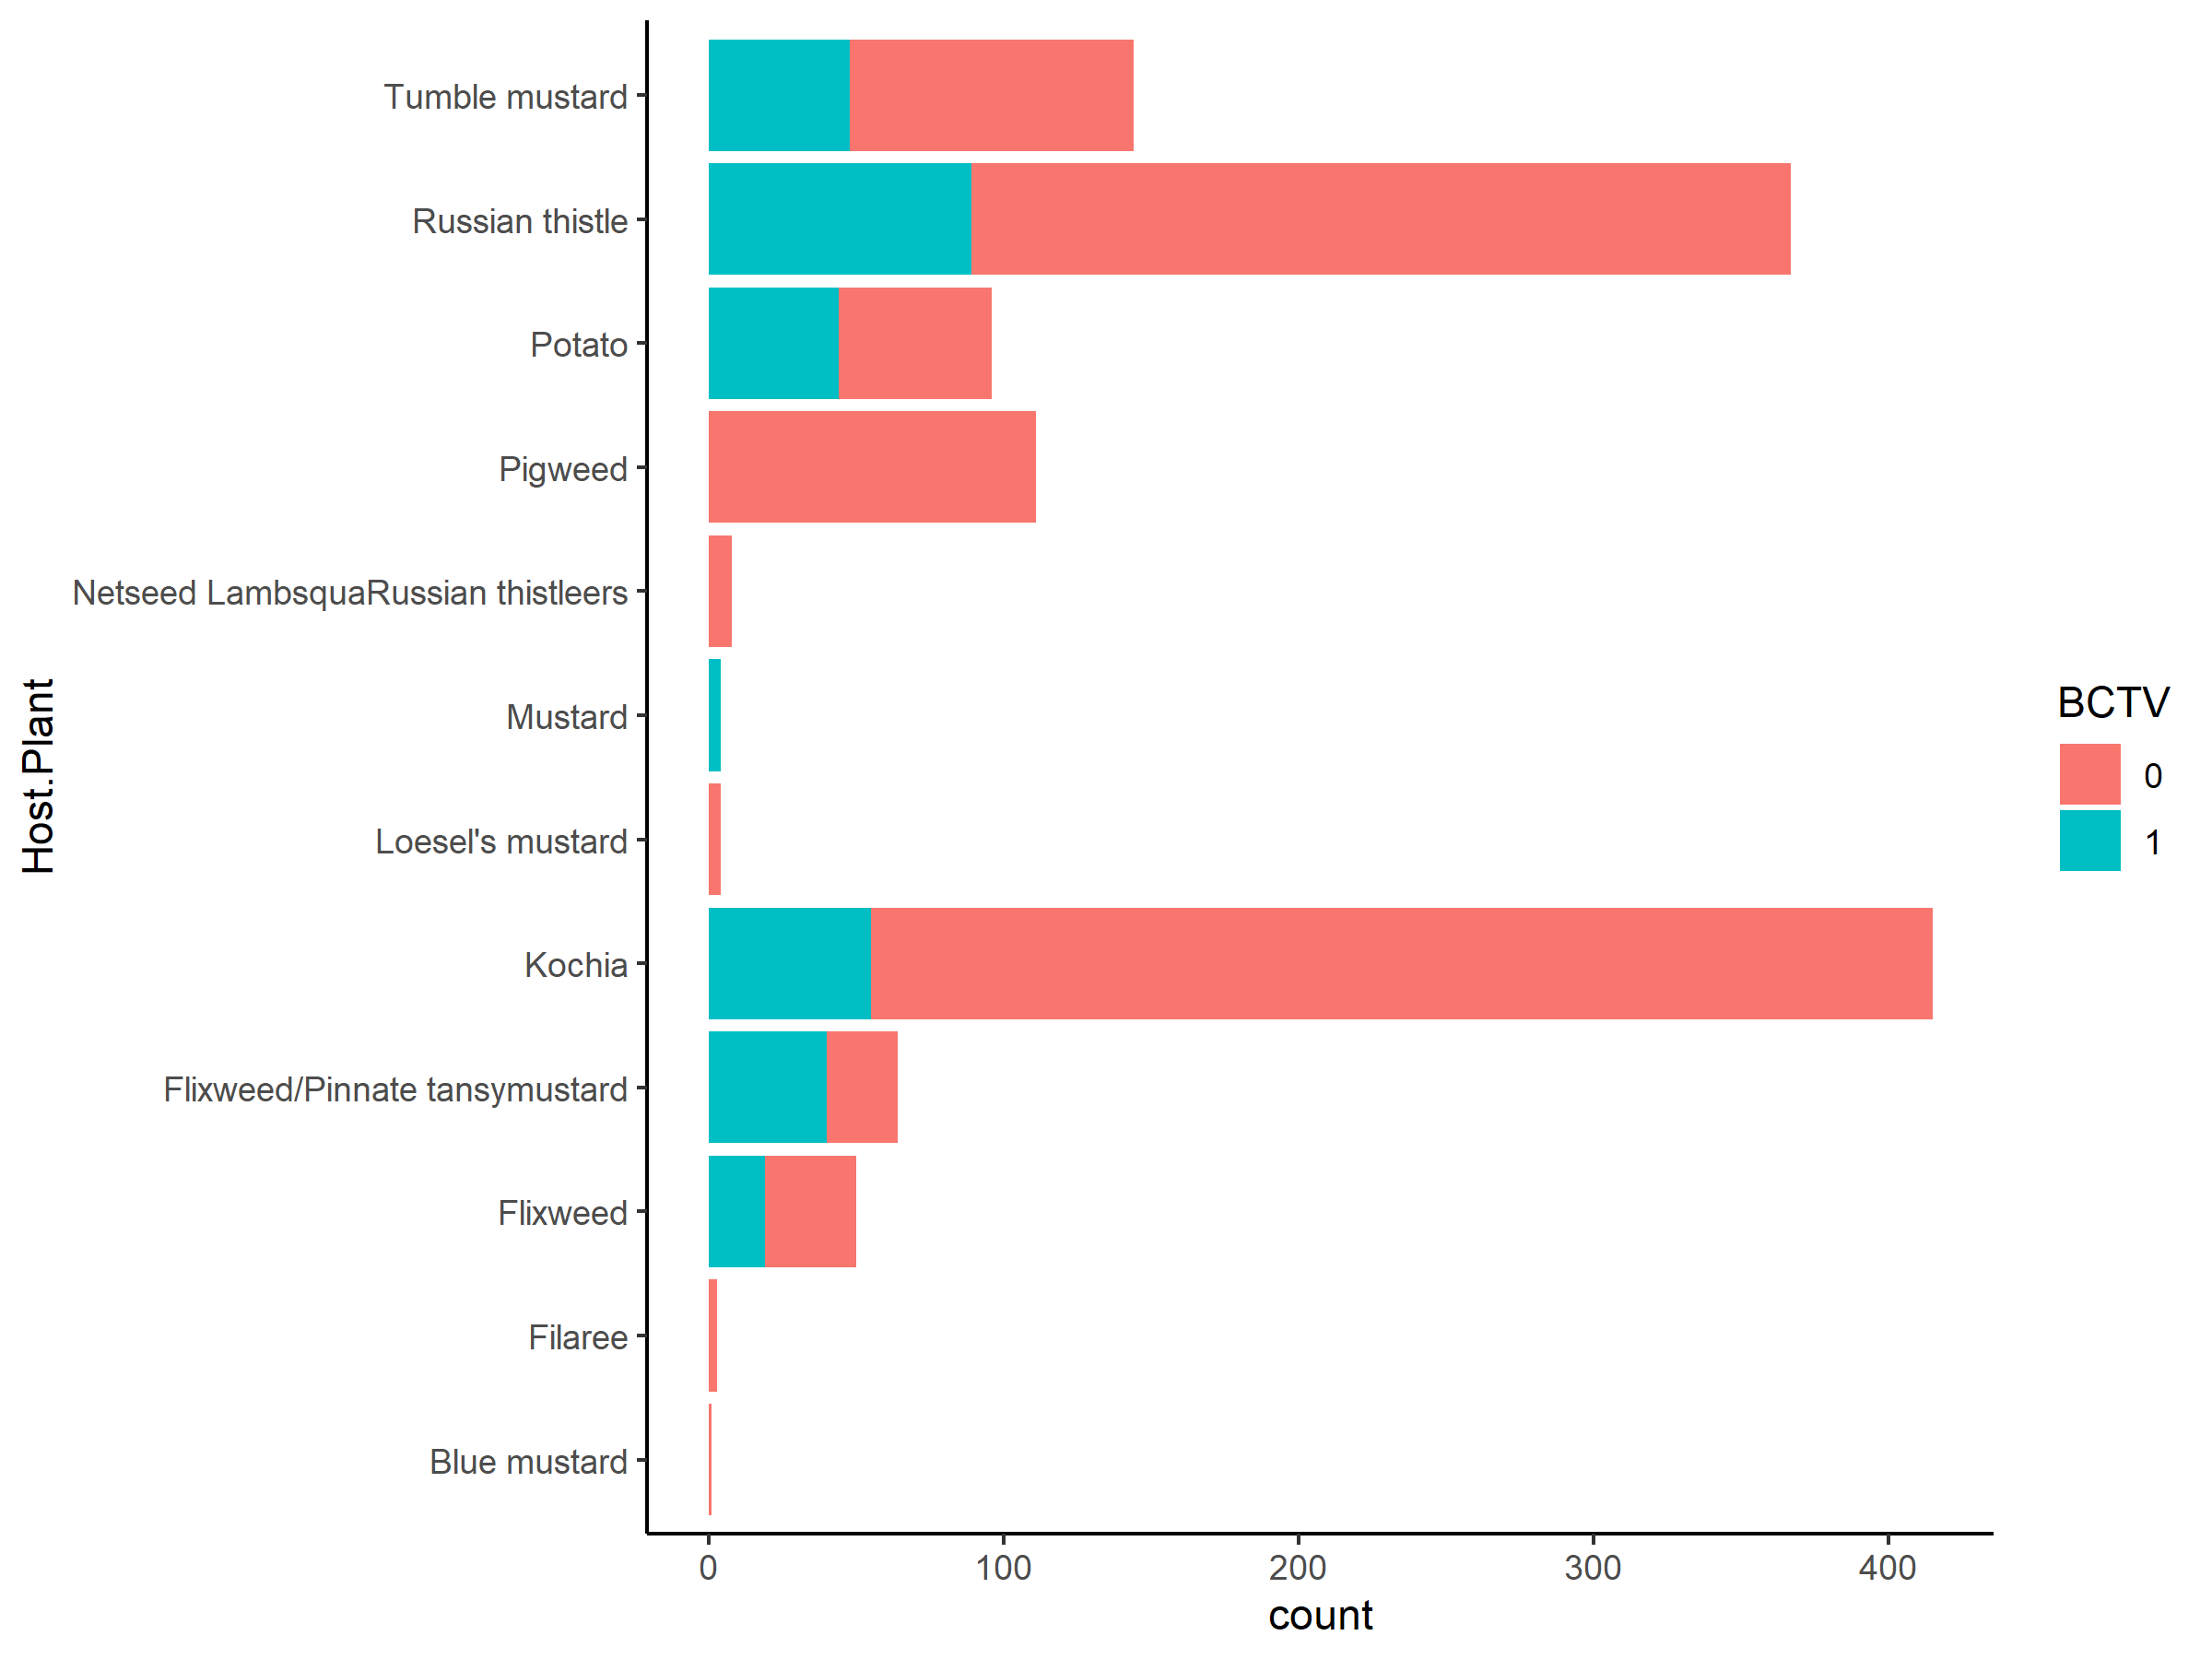 Host.Plant
Tumble mustard
Russian thistle
Potato
Pigweed
Netseed LambsquaRussian thistleers
Mustard
Loesel's mustard
Kochia
Flixweed/Pinnate tansymustard
Flixweed
Filaree
Blue mustard
0 100 200 300 400
count
BCTV
0
1